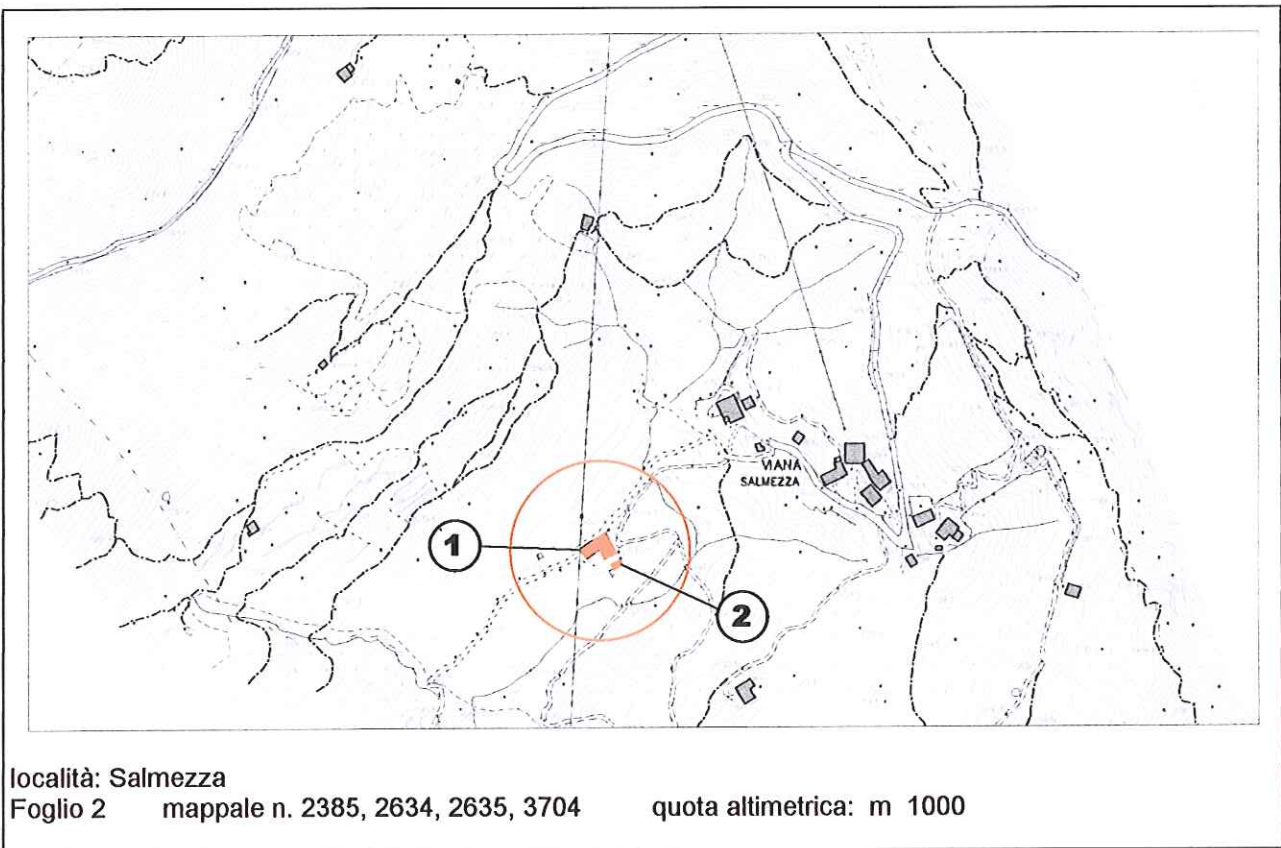 VIANA
SALMEZZA
1
2
località: Salmezza
Foglio 2 mappale n. 2385, 2634, 2635, 3704 quota altimetrica: m 1000